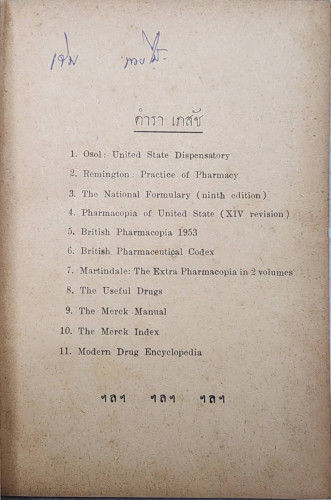 ตำรา เภสัช
1. Osol: United State Dispensatory
2. Remington: Practice of Pharmacy
3. The National Formulary (ninth edition)
4. Pharmacopia of United State (XIV revision)
5. British Pharmacopia 1953
6. British Pharmaceutical Codex
7. Martindale: The Extra Pharmacopia in 2 volumes
8. The Useful Drugs
9. The Merck Manual
10. The Merck Index
11. Modern Drug Encyclopedia
ฯลฯ ฯลฯ ฯลฯ